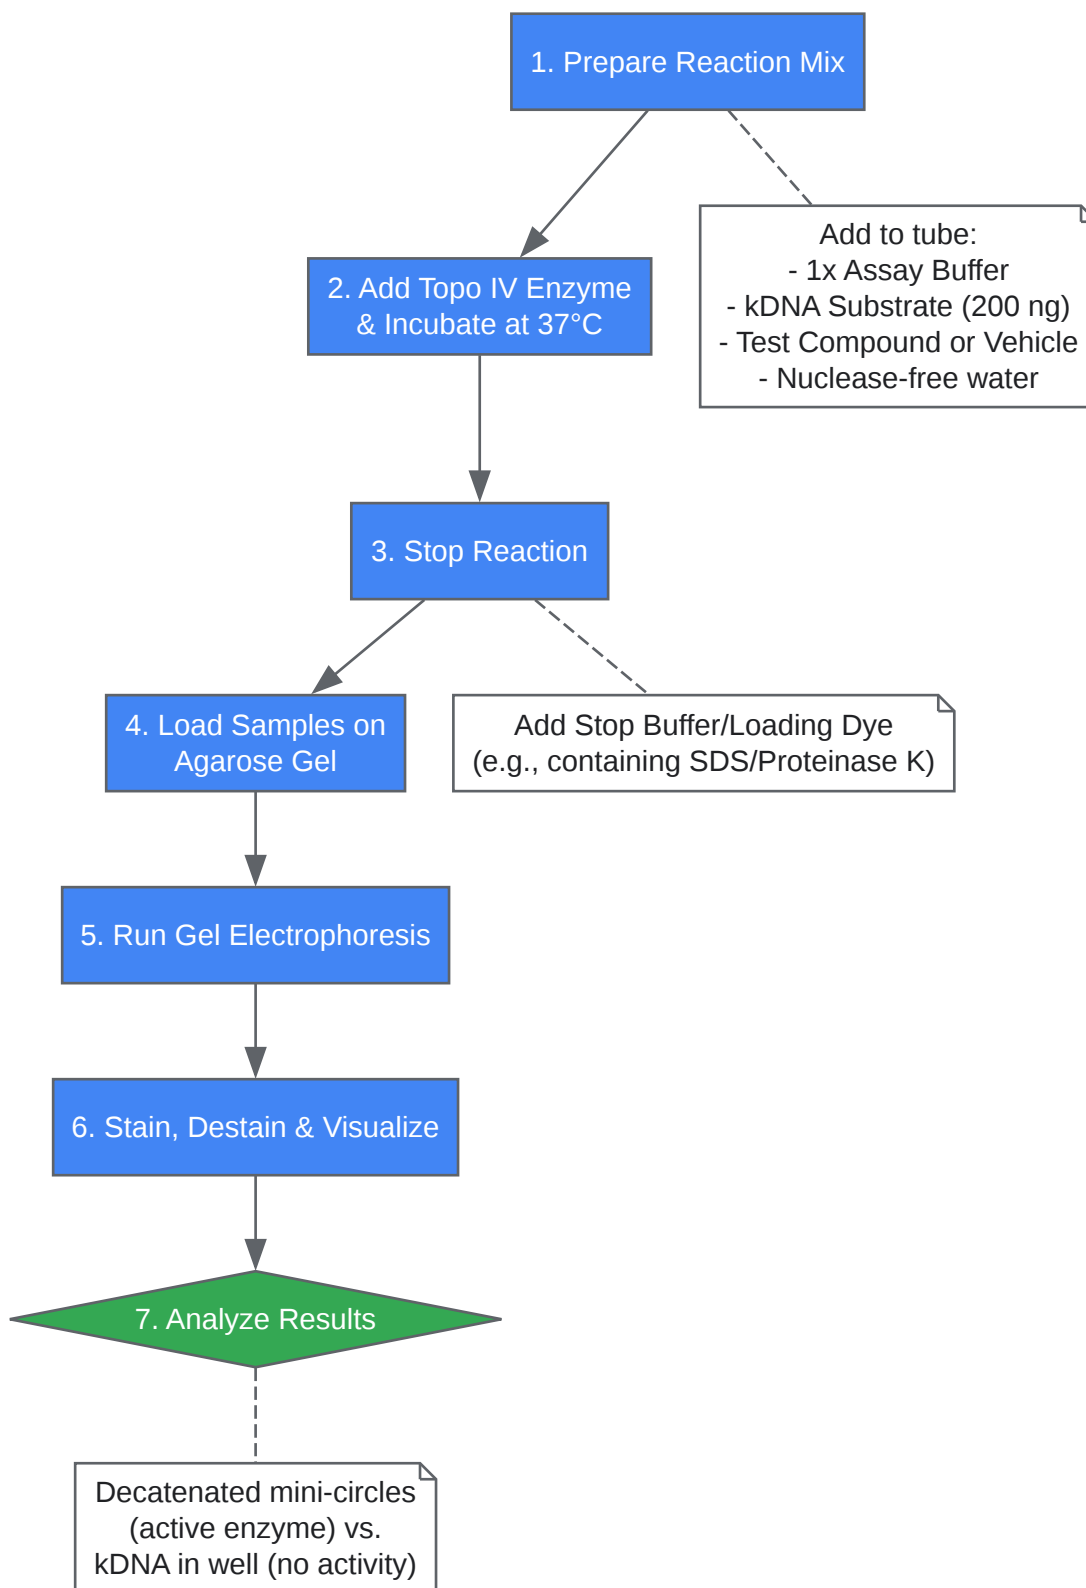 1. Prepare Reaction Mix
Add to tube:
- 1x Assay Buffer
- kDNA Substrate (200 ng)
- Test Compound or Vehicle
- Nuclease-free water
2. Add Topo IV Enzyme
& Incubate at 37°C
3. Stop Reaction
Add Stop Buffer/Loading Dye
(e.g., containing SDS/Proteinase K)
4. Load Samples on
Agarose Gel
5. Run Gel Electrophoresis
6. Stain, Destain & Visualize
7. Analyze Results
Decatenated mini-circles
(active enzyme) vs.
kDNA in well (no activity)